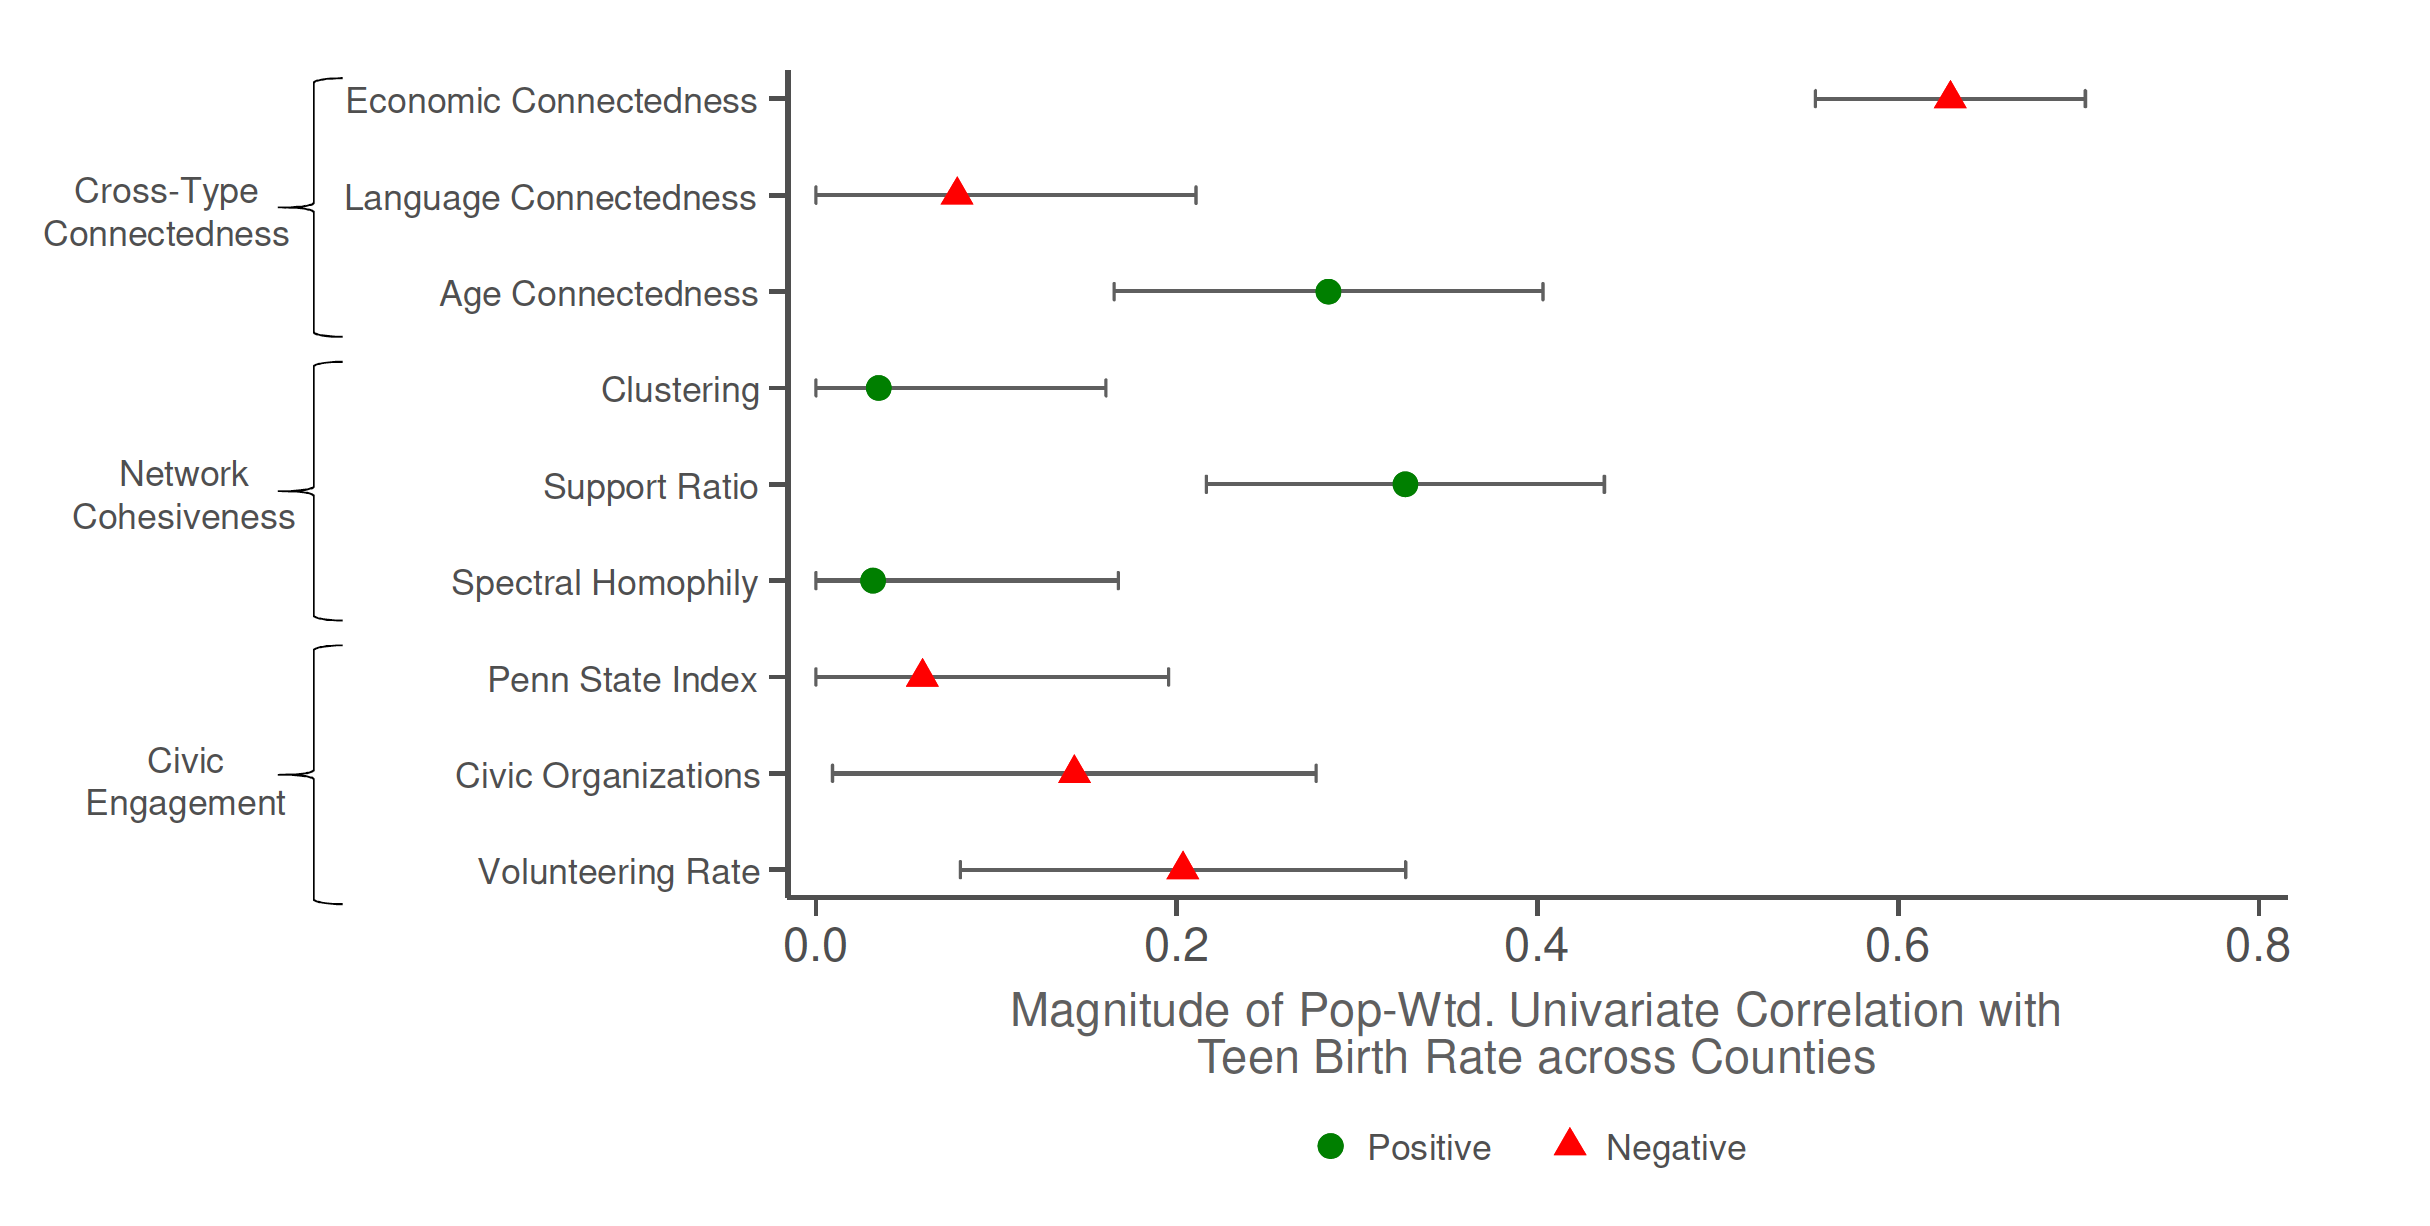 Economic Connectedness
Language Connectedness
Age Connectedness
Cross-Type
Connectedness
Clustering
Support Ratio
Spectral Homophily
Network
Cohesiveness
Penn State Index
Civic Organizations
Volunteering Rate
Civic
Engagement
0.0 0.2 0.4 0.6 0.8
Magnitude of Pop-Wtd. Univariate Correlation with
Teen Birth Rate across Counties
Positive Negative